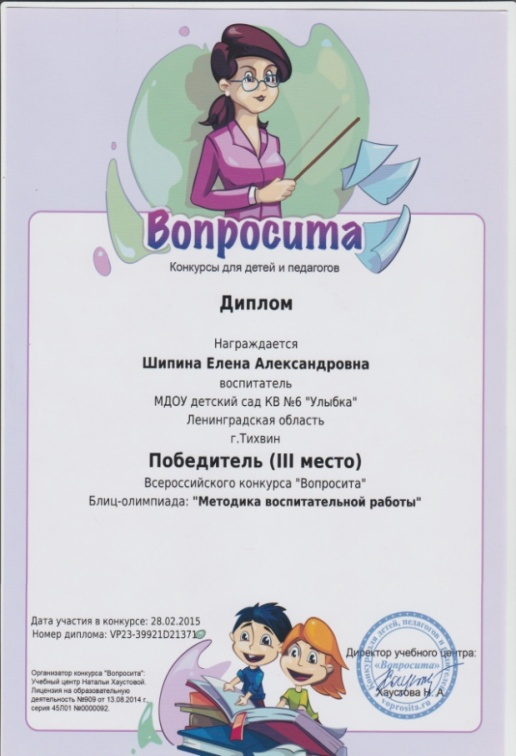 Вопросита
Конкурсы для детей и педагогов
Диплом
Награждается
Шипина Елена Александровна
воспитатель
МДОУ детский сад КВ №6 "Улыбка"
Ленинградская область
г.Тихвин
Победитель (III место)
Всероссийского конкурса "Вопросита"
Блиц-олимпиада: "Методика воспитательной работы"
Дата участия в конкурсе: 28.02.2015
Номер диплома: VP23-39921D21371
Организатор конкурса "Вопросита":
Учебный центр Натальи Хаустовой.
Лицензия на образовательную
деятельность №909 от 13.08.2014 г.
серия 45Л01 №0000092.
Директор учебного центра:
«Вопросита»
Хаустова Н. А.
voprosita.ru